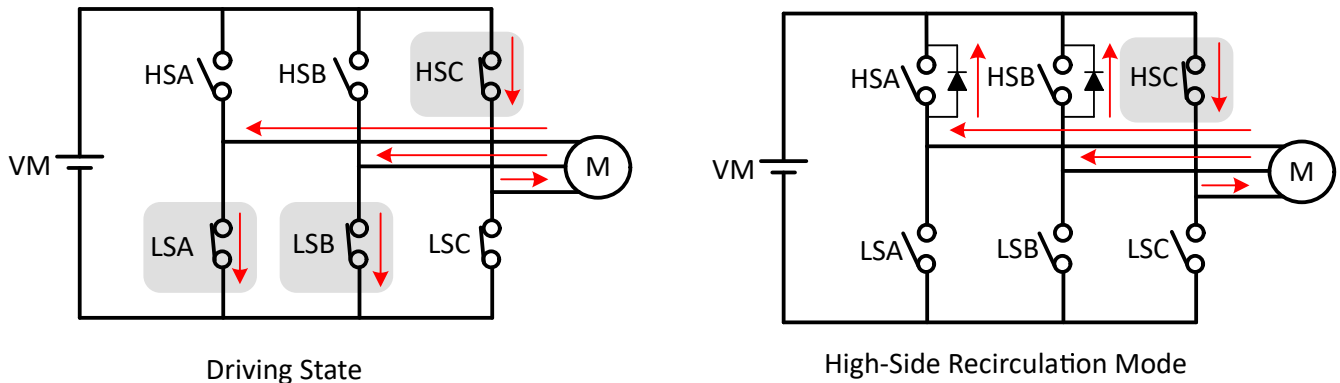 HSA HSB HSC
VM
M
LSA LSB LSC
Driving State
HSA HSB HSC
VM
M
LSA LSB LSC
High-Side Recirculation Mode